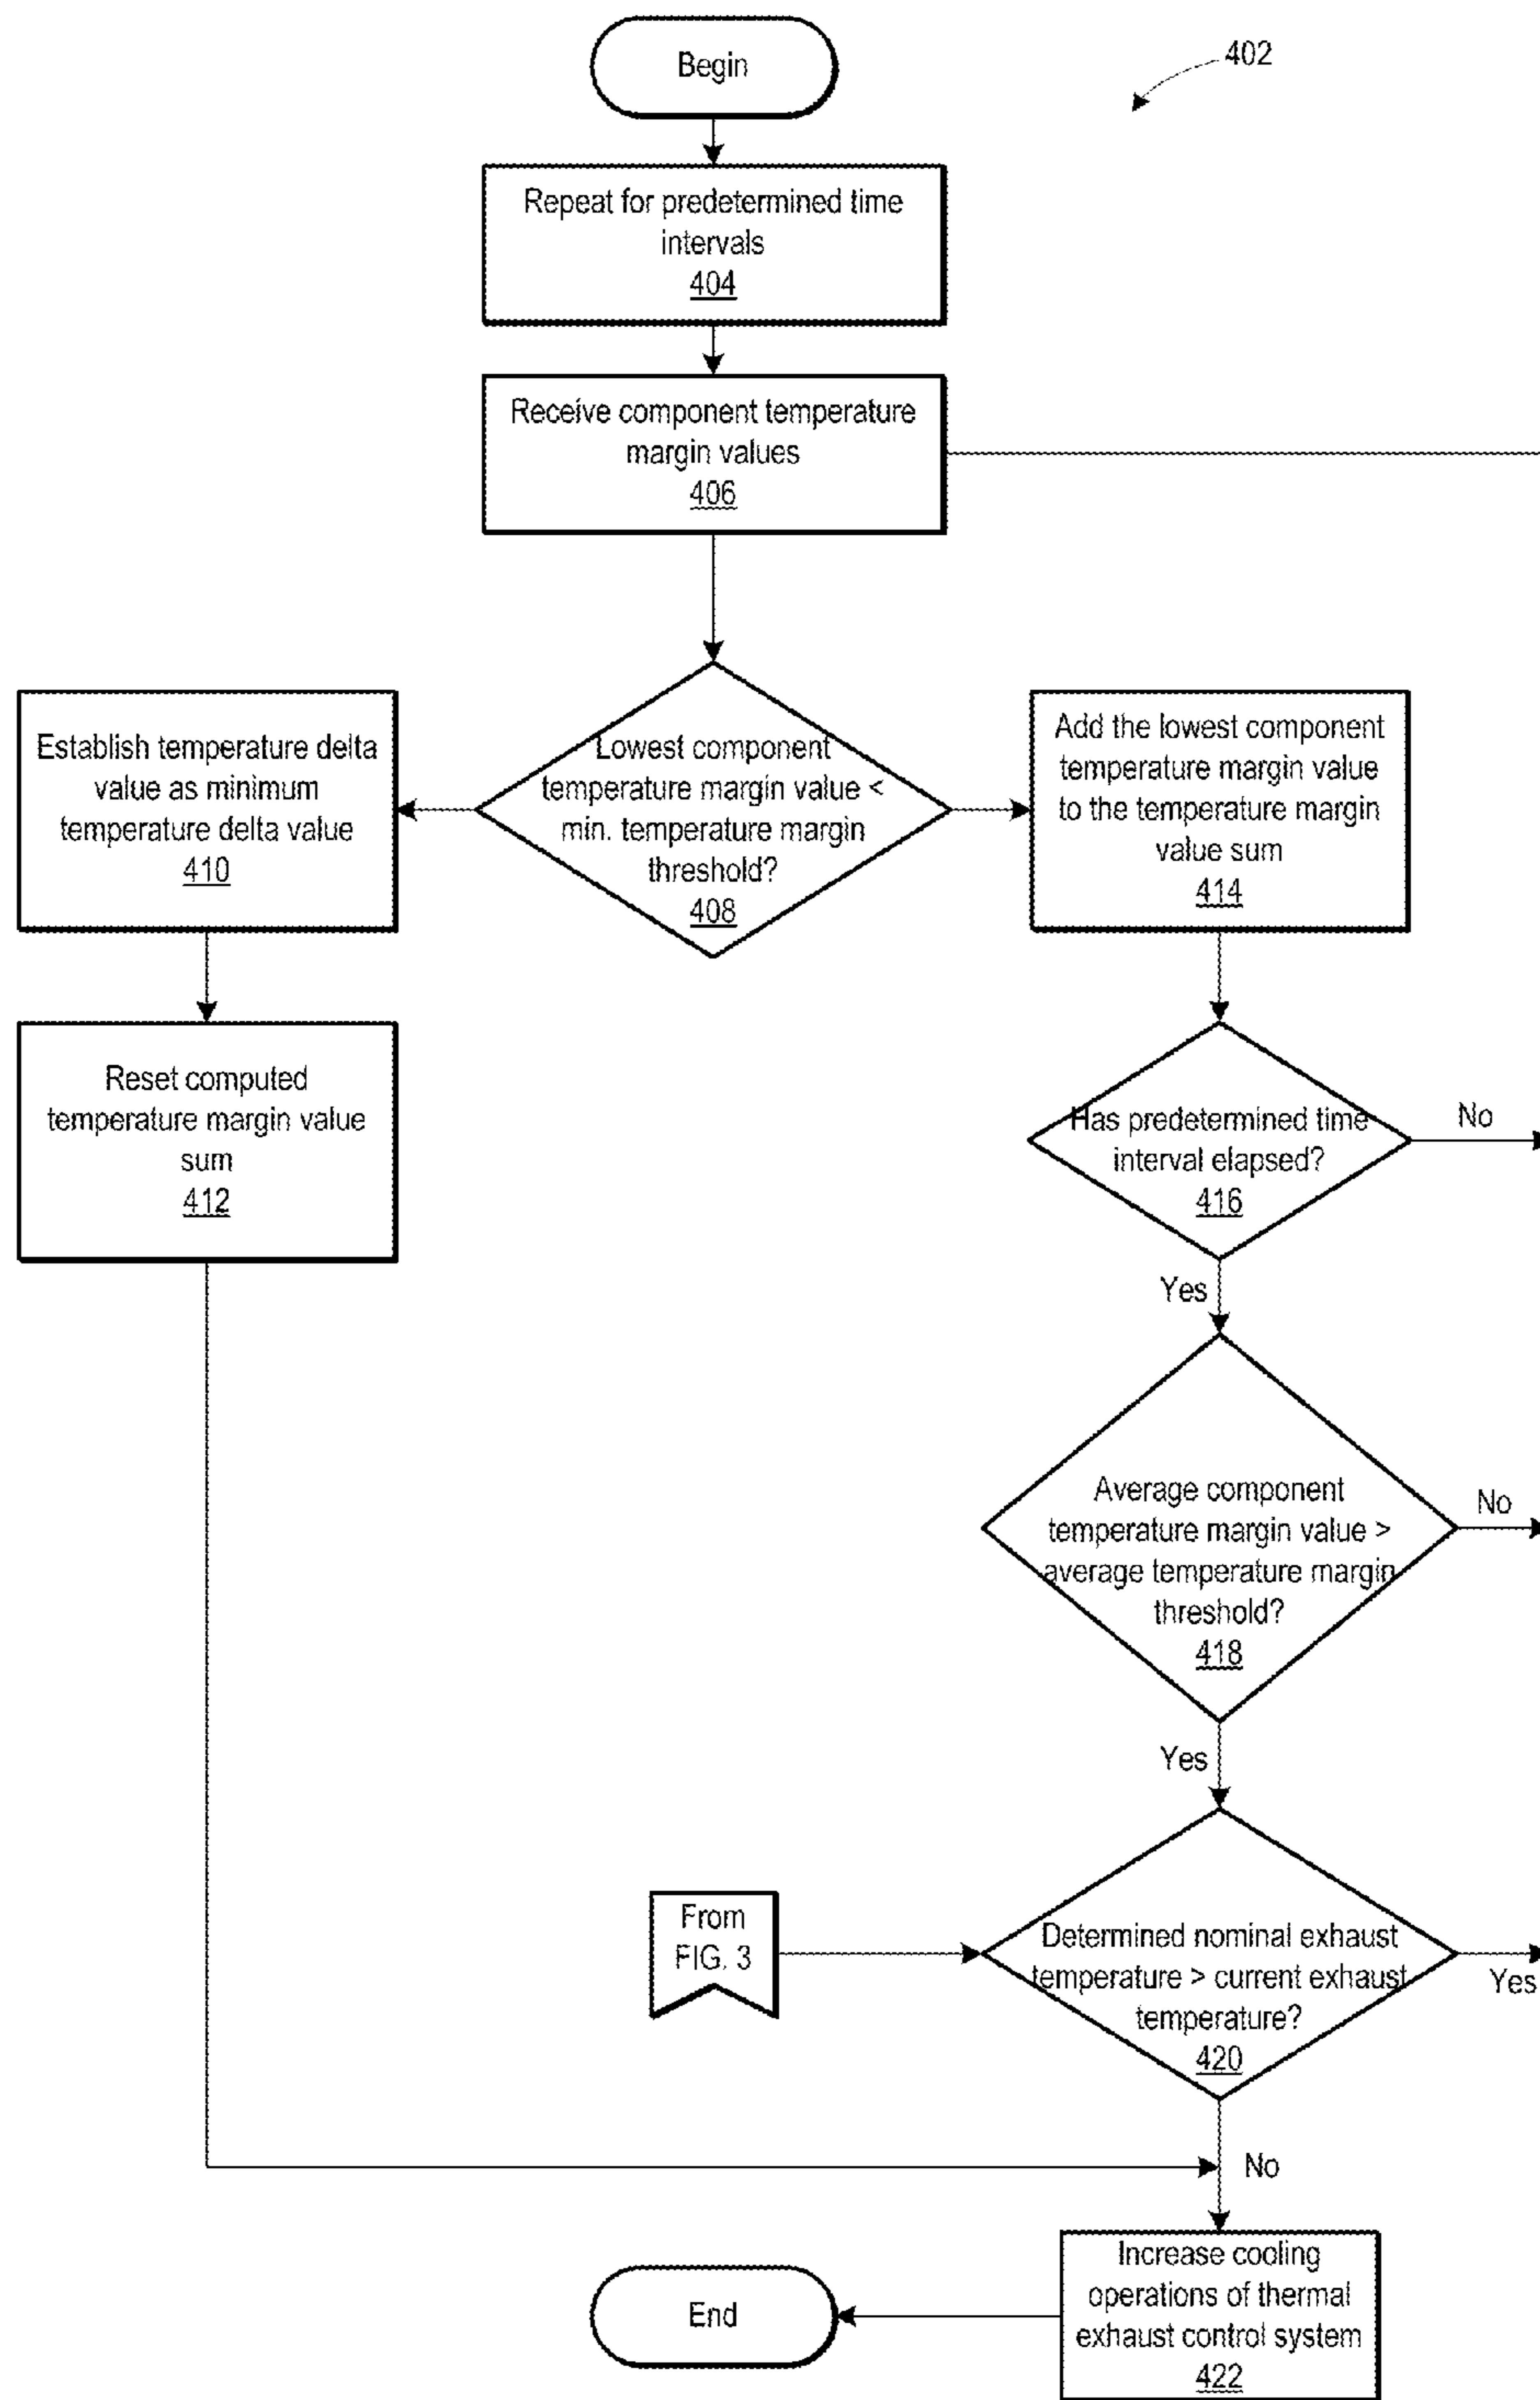 Begin
402
Repeat for predetermined time
intervals
404
Receive component temperature
margin values
406
Establish temperature delta
value as minimum
temperature delta value
410
Lowest component
temperature margin value <
min. temperature margin
threshold?
408
Add the lowest component
temperature margin value
to the temperature margin
value sum
414
Reset computed
temperature margin value
sum
412
Has predetermined time
interval elapsed?
416
No
Yes
Average component
temperature margin value >
average temperature margin
threshold?
418
No
Yes
From
FIG. 3
Determined nominal exhaust
temperature > current exhaust
temperature?
420
Yes
No
Increase cooling
operations of thermal
exhaust control system
422
End